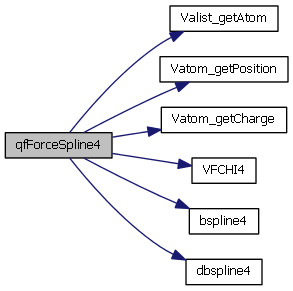 Valist_getAtom
Vatom_getPosition
Vatom_getCharge
qfForceSpline4
VFCHI4
bspline4
dbspline4